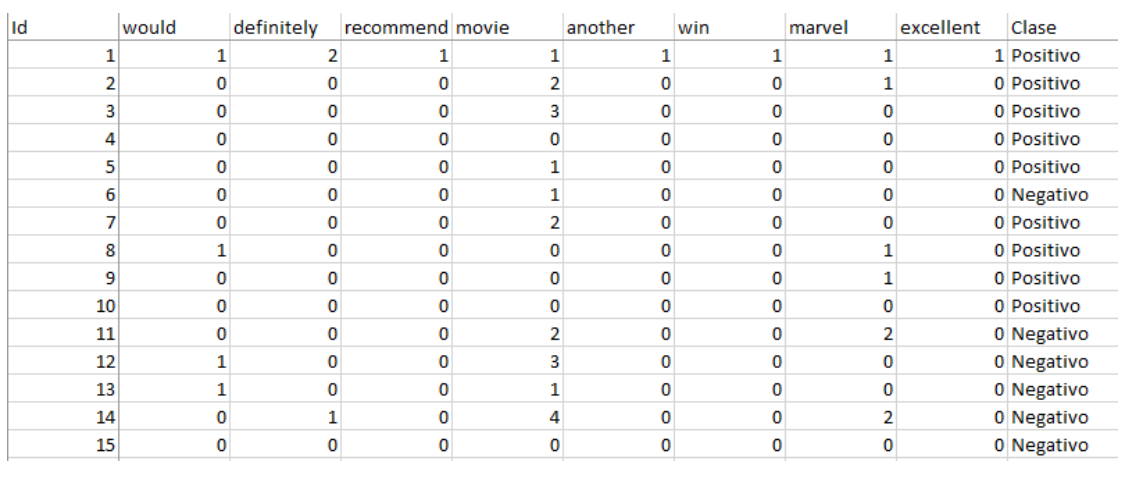 Id would definitely recommend movie another win marvel excellent Clase
1 1 2 1 1 1 1 1 1 Positivo
2 0 0 0 2 0 0 1 0 Positivo
3 0 0 0 3 0 0 0 0 Positivo
4 0 0 0 0 0 0 0 0 Positivo
5 0 0 0 1 0 0 0 0 Positivo
6 0 0 0 1 0 0 0 0 Negativo
7 0 0 0 2 0 0 0 0 Positivo
8 1 0 0 0 0 0 1 0 Positivo
9 0 0 0 0 0 0 1 0 Positivo
10 0 0 0 0 0 0 0 0 Positivo
11 0 0 0 2 0 0 2 0 Negativo
12 1 0 0 3 0 0 0 0 Negativo
13 1 0 0 1 0 0 0 0 Negativo
14 0 1 0 4 0 0 2 0 Negativo
15 0 0 0 0 0 0 0 0 Negativo